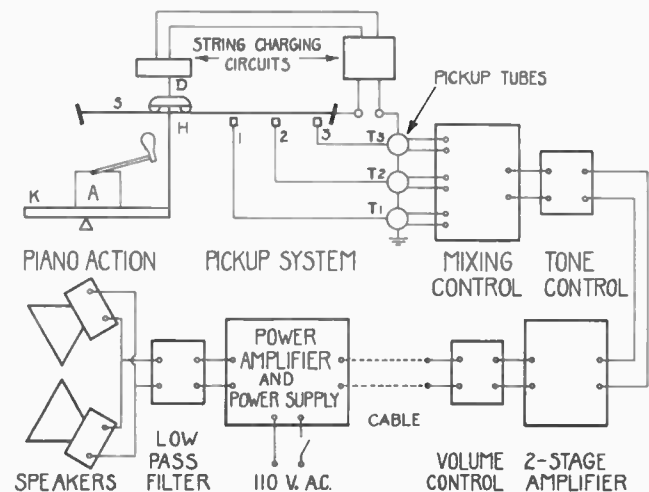 STRING CHARGING
CIRCUITS
PICKUP TUBES
D
S
H
1
2
3
T3
T2
T1
K
A
PIANO ACTION
PICKUP SYSTEM
MIXING
CONTROL
TONE
CONTROL
POWER
AMPLIFIER
AND
POWER SUPPLY
CABLE
SPEAKERS
LOW
PASS
FILTER
110 V. A.C.
VOLUME
CONTROL
2-STAGE
AMPLIFIER